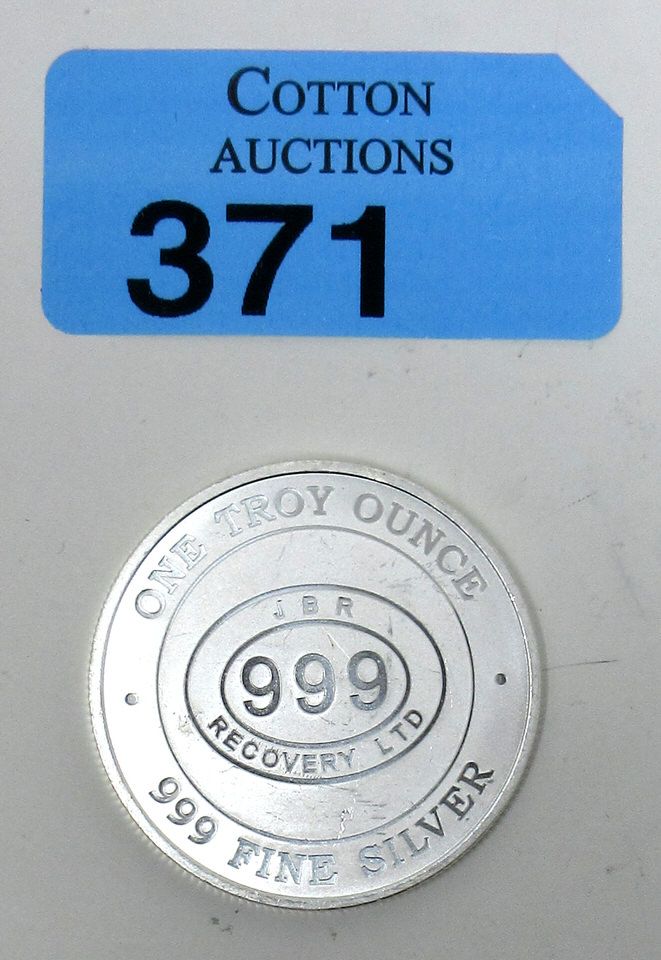 COTTON
AUCTIONS
371
ONE TROY OUNCE
JBR
999
RECOVERY LTD
999 FINE SILVER